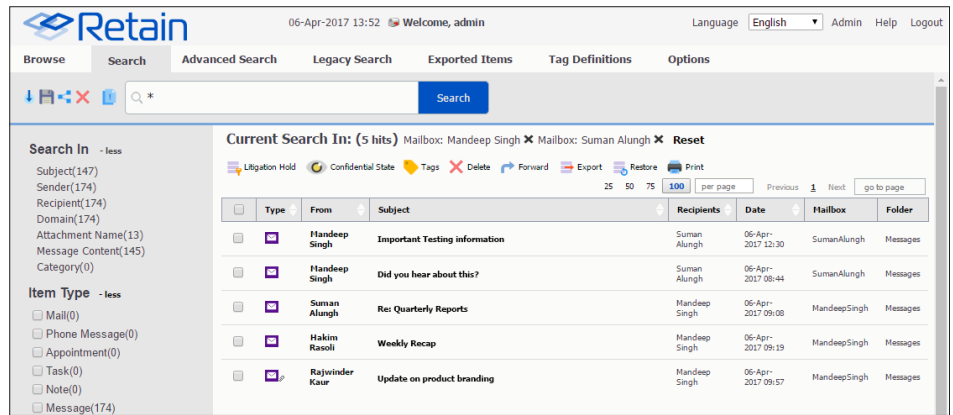 Retain
06-Apr-2017 13:52 Welcome, admin
Language English Admin Help Logout
Browse Search Advanced Search Legacy Search Exported Items Tag Definitions Options
* Search
Current Search In: (5 hits) Mailbox: Mandeep Singh ✖ Mailbox: Suman Alungh ✖ Reset
Search In - less
Subject(147)
Sender(174)
Recipient(174)
Domain(174)
Attachment Name(13)
Message Content(145)
Category(0)
Item Type - less
Mail(0)
Phone Message(0)
Appointment(0)
Task(0)
Note(0)
Message(174)
Litigation Hold Confidential State Tags Delete Forward Export Restore Print
25 50 75 100 per page Previous 1 Next go to page
Type From Subject Recipients Date Mailbox Folder
Mandeep Singh Important Testing information Suman Alungh 06-Apr-2017 12:30 SumanAlungh Messages
Mandeep Singh Did you hear about this? Suman Alungh 06-Apr-2017 08:44 SumanAlungh Messages
Suman Alungh Re: Quarterly Reports Mandeep Singh 06-Apr-2017 09:08 MandeepSingh Messages
Hakim Rasoli Weekly Recap Mandeep Singh 06-Apr-2017 09:19 MandeepSingh Messages
Rajwinder Kaur Update on product branding Mandeep Singh 06-Apr-2017 09:57 MandeepSingh Messages